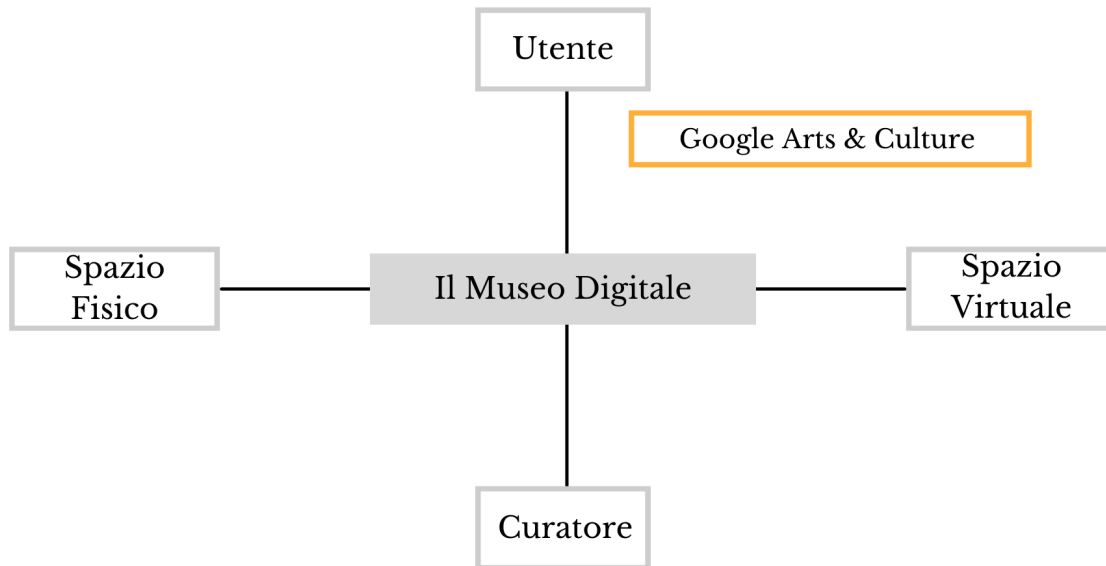 Utente
Google Arts & Culture
Spazio
Fisico
Il Museo Digitale
Spazio
Virtuale
Curatore